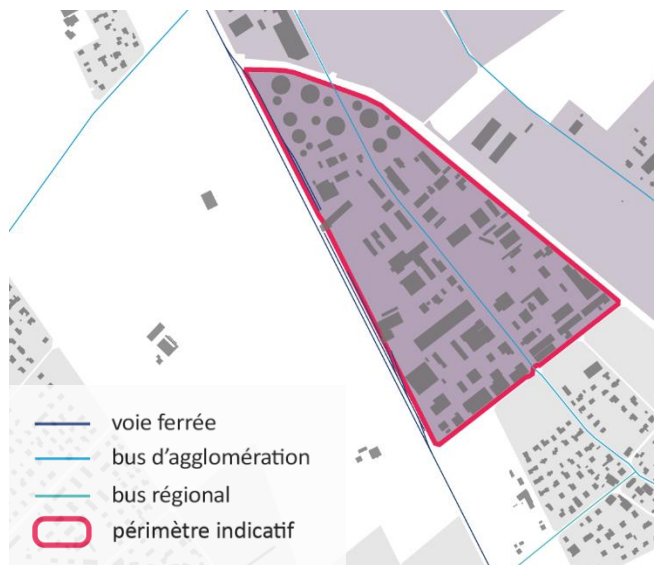 voie ferrée
bus d’agglomération
bus régional
périmètre indicatif